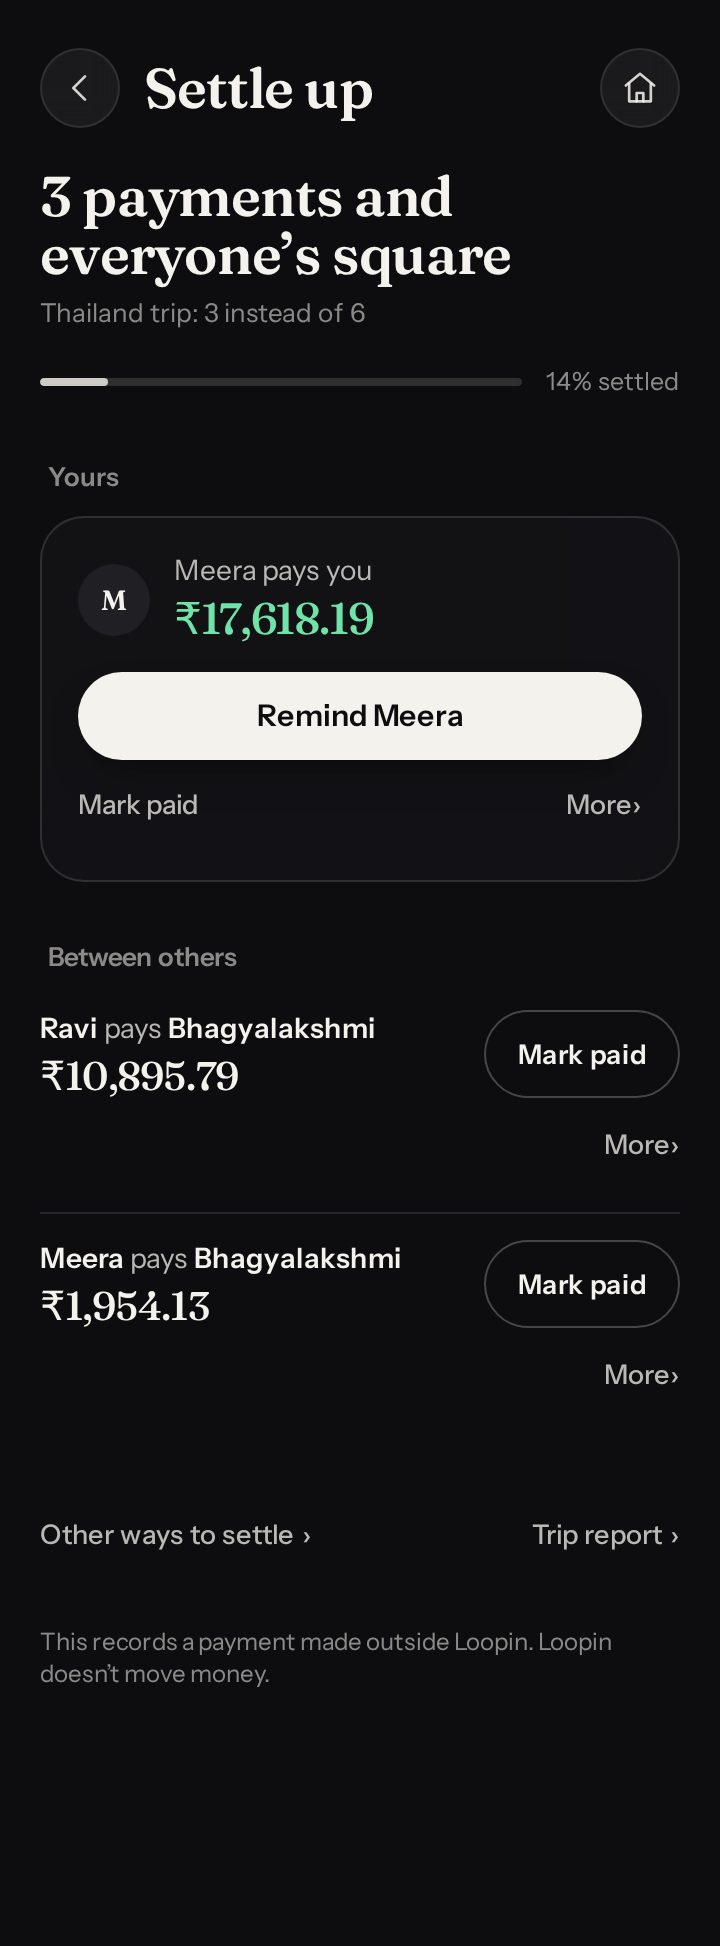 Settle up
3 payments and
everyone’s square
Thailand trip: 3 instead of 6
14% settled
Yours
M
Meera pays you
₹17,618.19
Remind Meera
Mark paid
More›
Between others
Ravi pays Bhagyalakshmi
₹10,895.79
Mark paid
More›
Meera pays Bhagyalakshmi
₹1,954.13
Mark paid
More›
Other ways to settle ›
Trip report ›
This records a payment made outside Loopin. Loopin
doesn’t move money.